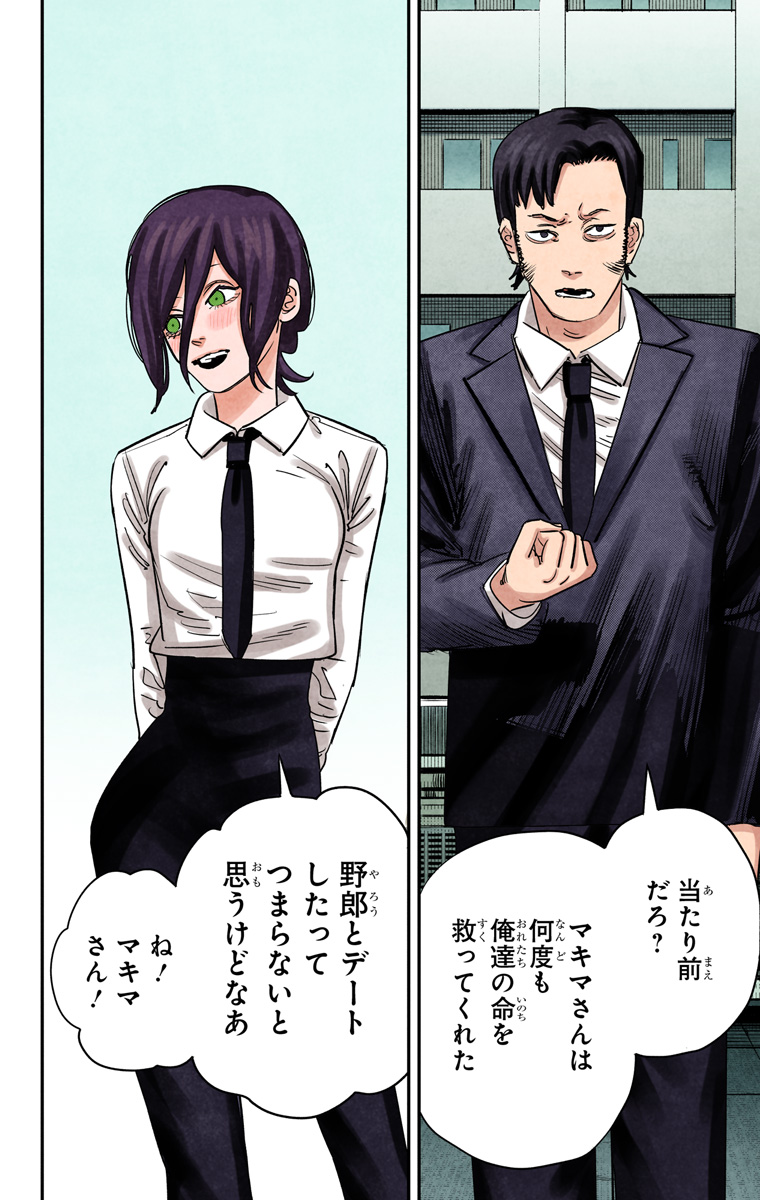 当たり前
だろ？
マキマさんは
何度も
俺達の命を
救ってくれた
野郎とデート
したって
つまらないと
思うけどなあ
ね！
マキマ
さん！